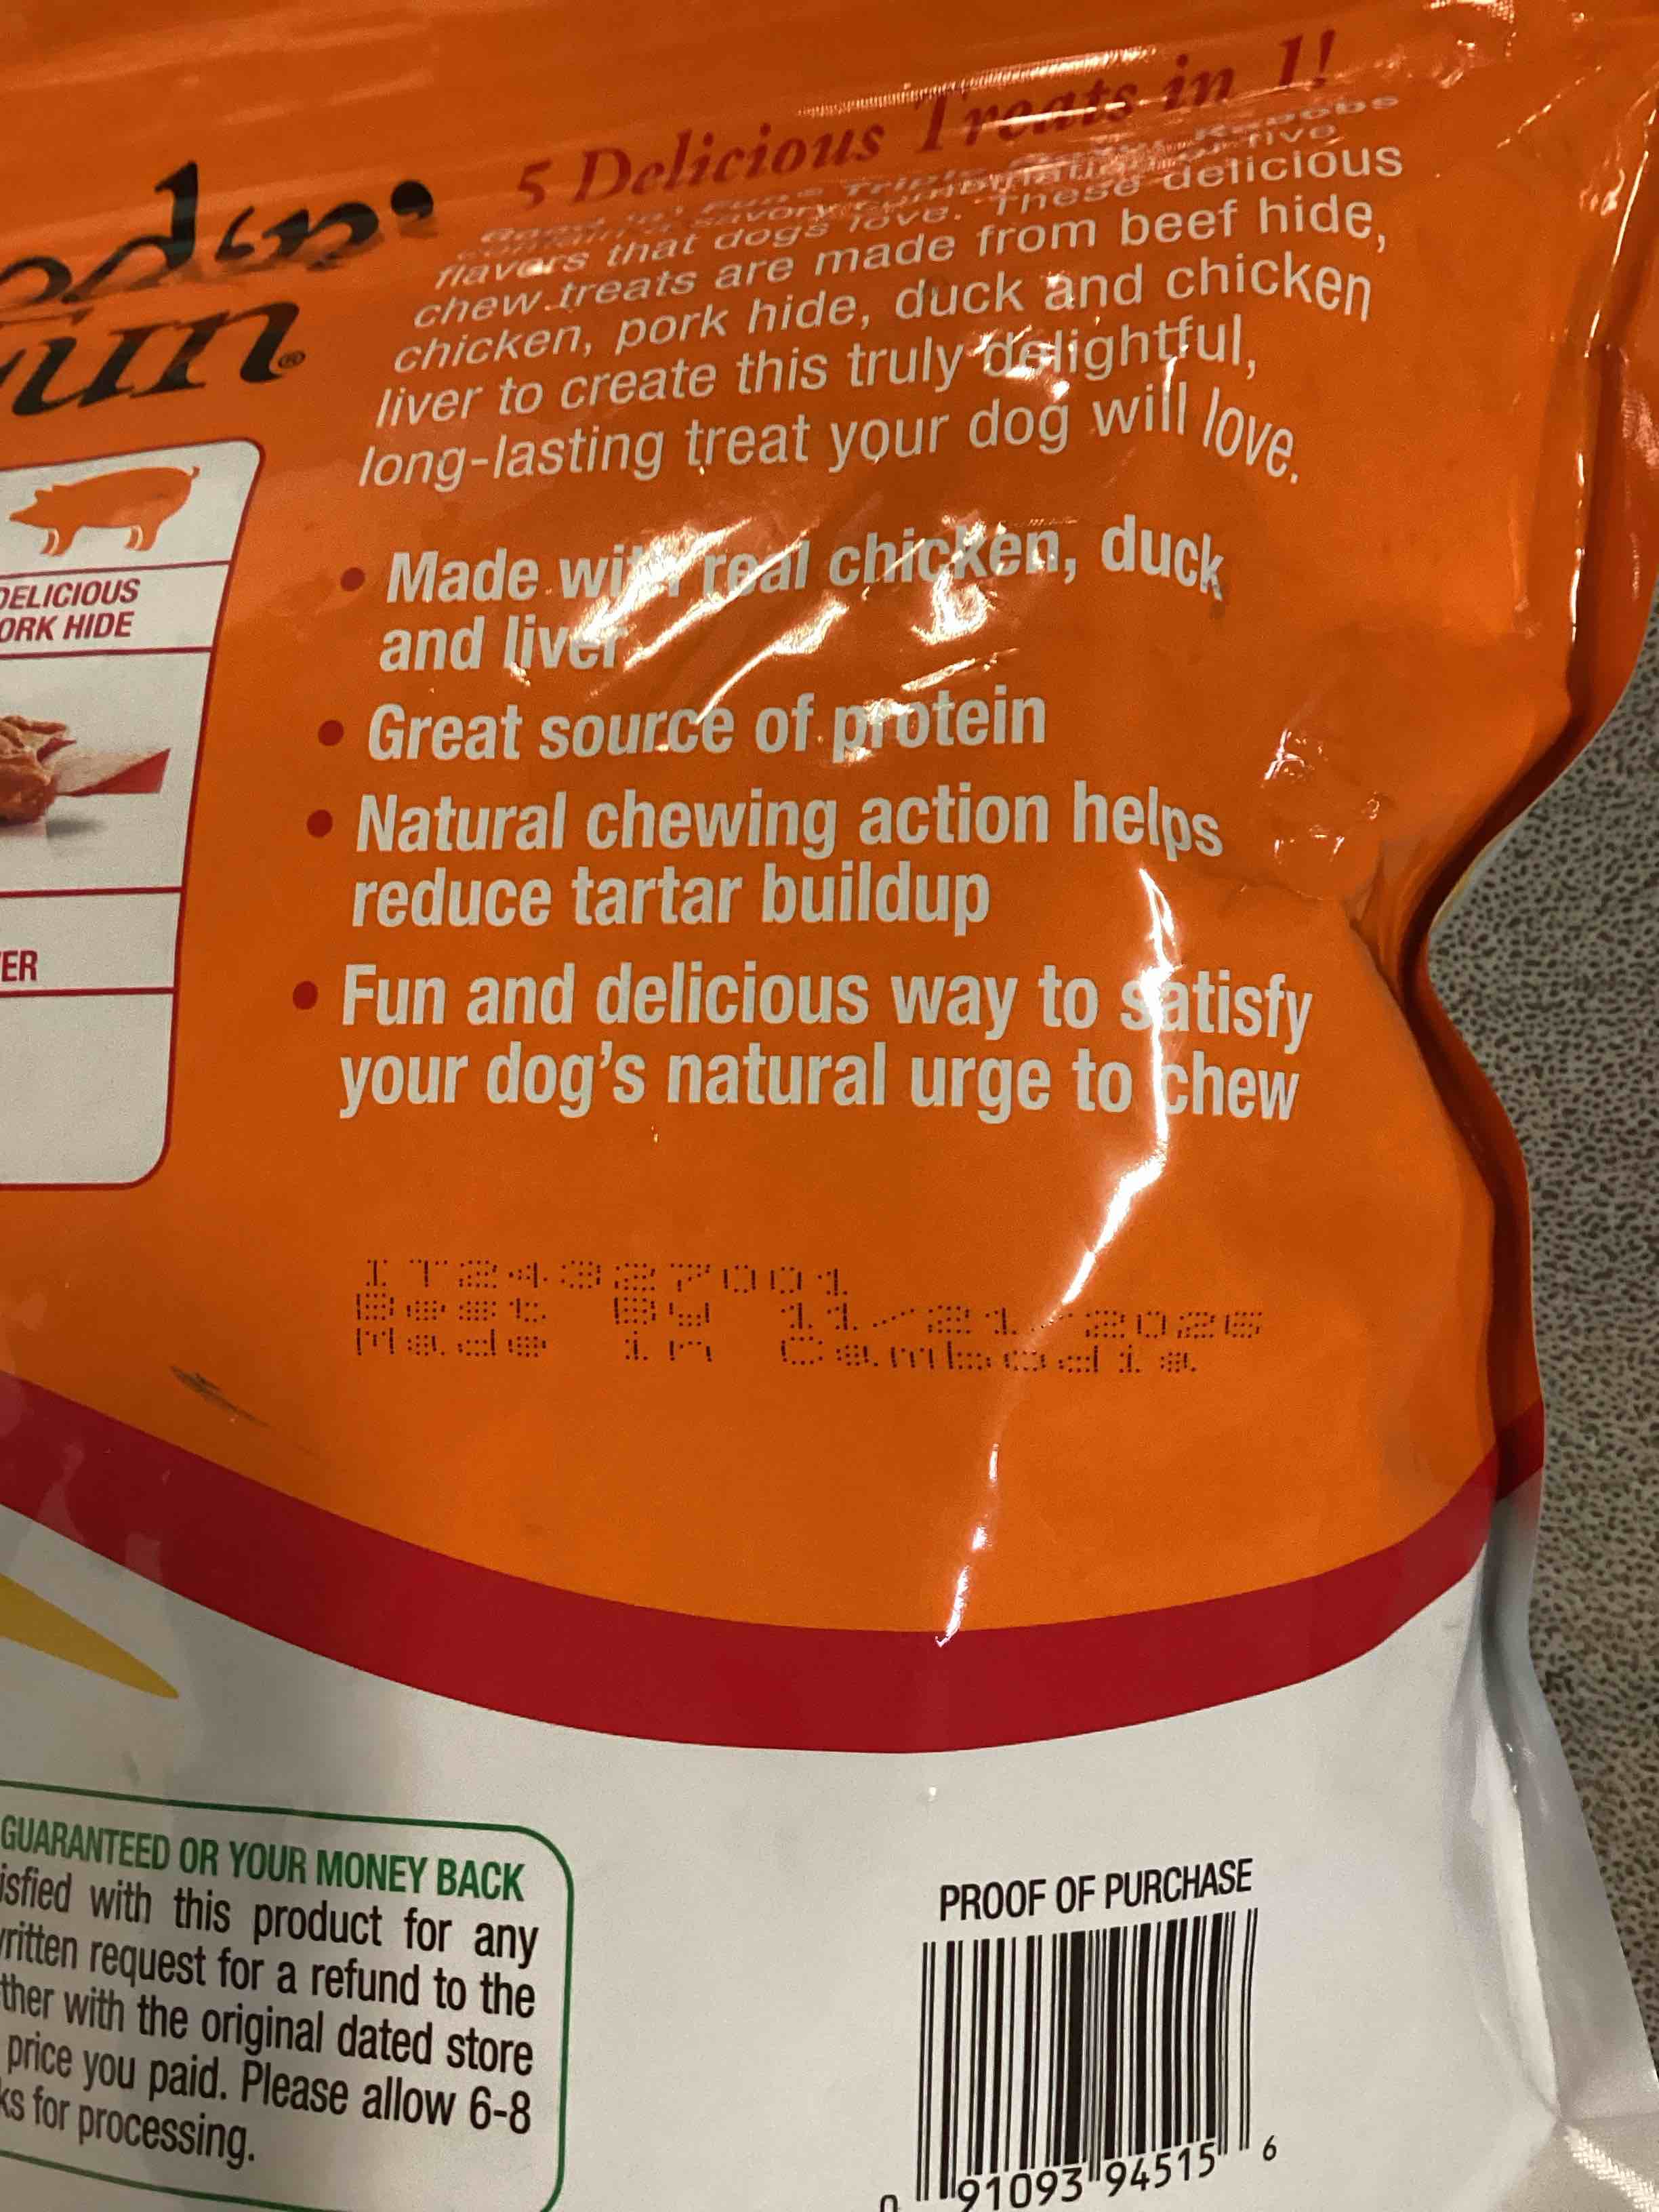 5 Delicious Treats in 1!
flavors that dogs love. These delicious
chew treats are made from beef hide,
chicken, pork hide, duck and chicken
liver to create this truly delightful,
long-lasting treat your dog will love.
un®
DELICIOUS
ORK HIDE
ER
• Made with real chicken, duck
and liver
• Great source of protein
• Natural chewing action helps
reduce tartar buildup
• Fun and delicious way to satisfy
your dog's natural urge to chew
IT24327001
Best By 11/21/2026
Made in Cambodia
GUARANTEED OR YOUR MONEY BACK
isfied with this product for any
written request for a refund to the
ther with the original dated store
price you paid. Please allow 6-8
ks for processing.
PROOF OF PURCHASE
0 91093 94515 6